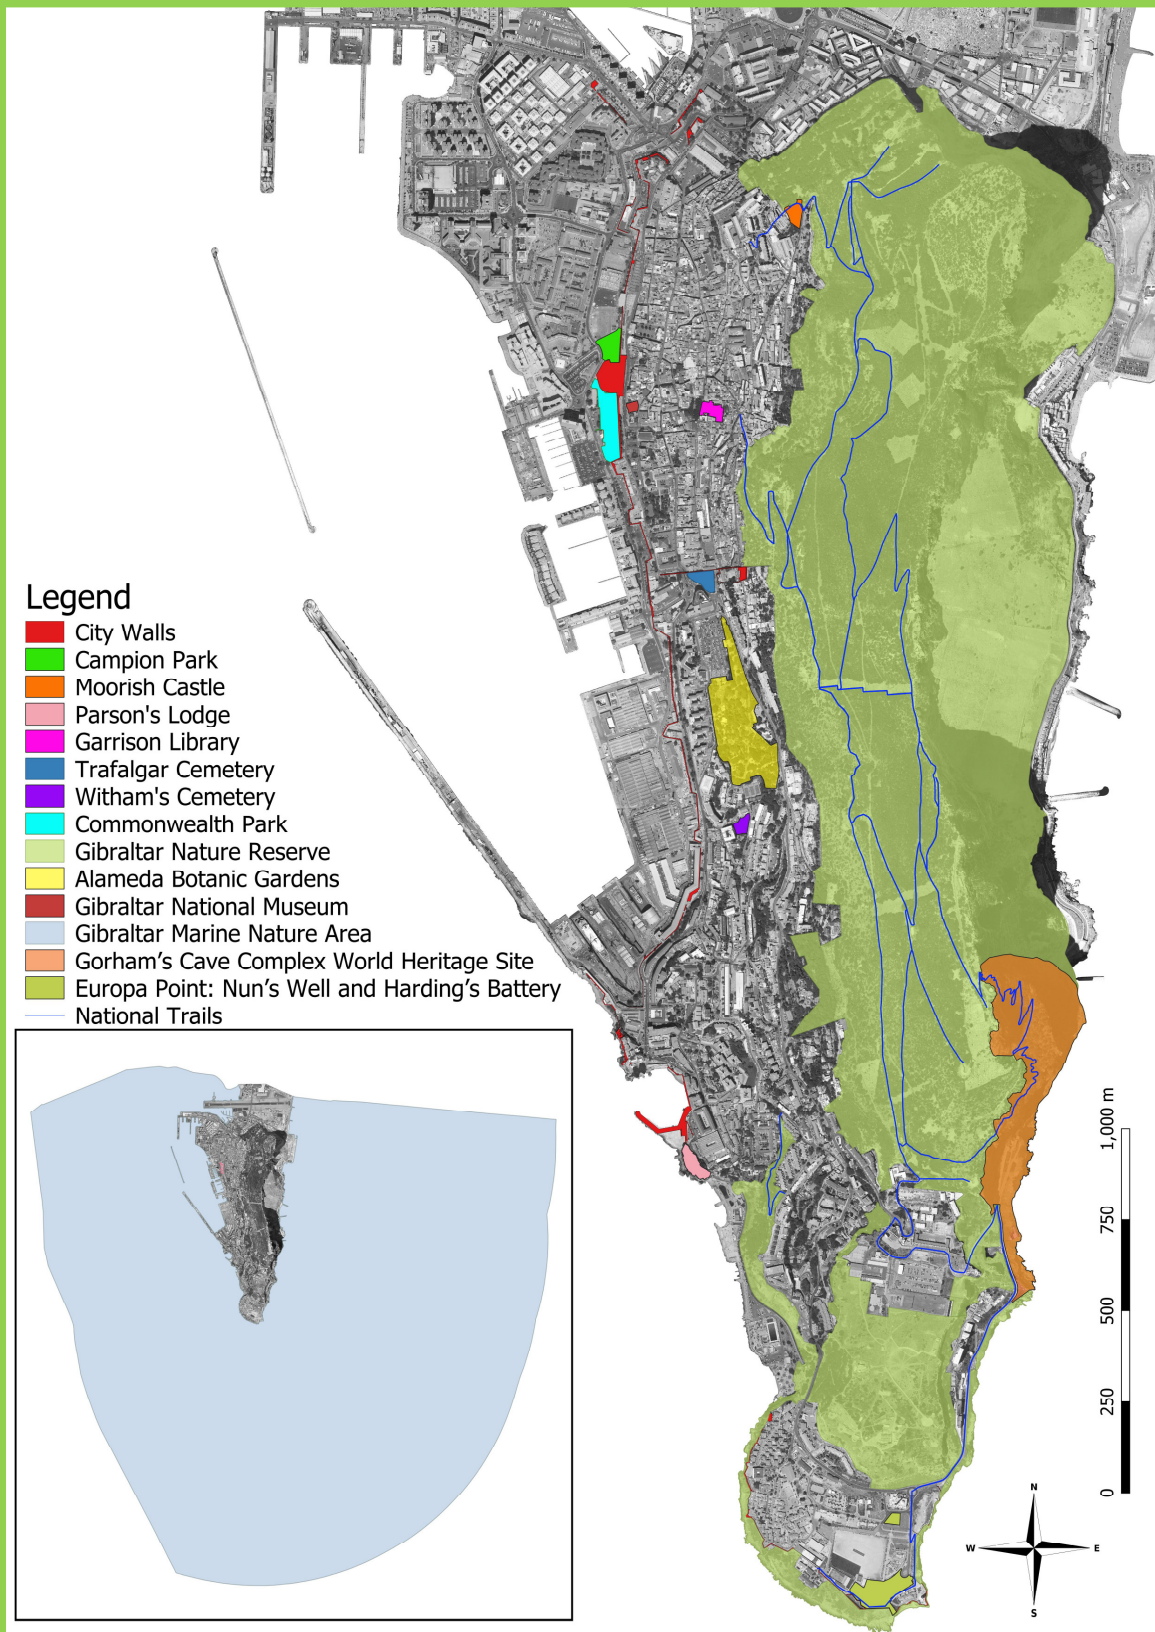 Legend
City Walls
Campion Park
Moorish Castle
Parson's Lodge
Garrison Library
Trafalgar Cemetery
Witham's Cemetery
Commonwealth Park
Gibraltar Nature Reserve
Alameda Botanic Gardens
Gibraltar National Museum
Gibraltar Marine Nature Area
Gorham’s Cave Complex World Heritage Site
Europa Point: Nun’s Well and Harding’s Battery
National Trails
1,000 m
750
500
250
0
N
W
E
S